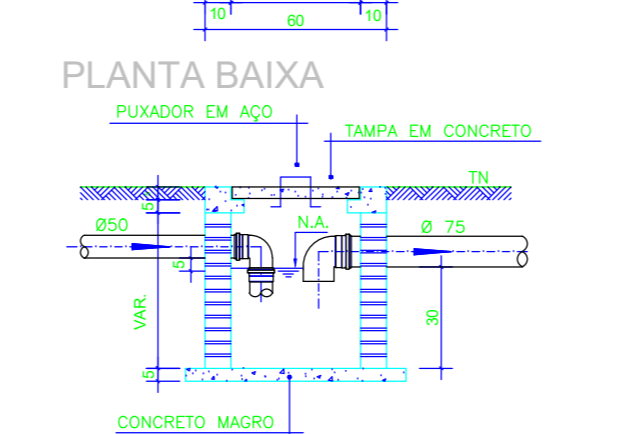 10
10
60
PLANTA BAIXA
PUXADOR EM AÇO
TAMPA EM CONCRETO
TN
5
Ø50
N.A.
Ø 75
5
VAR.
30
5
CONCRETO MAGRO